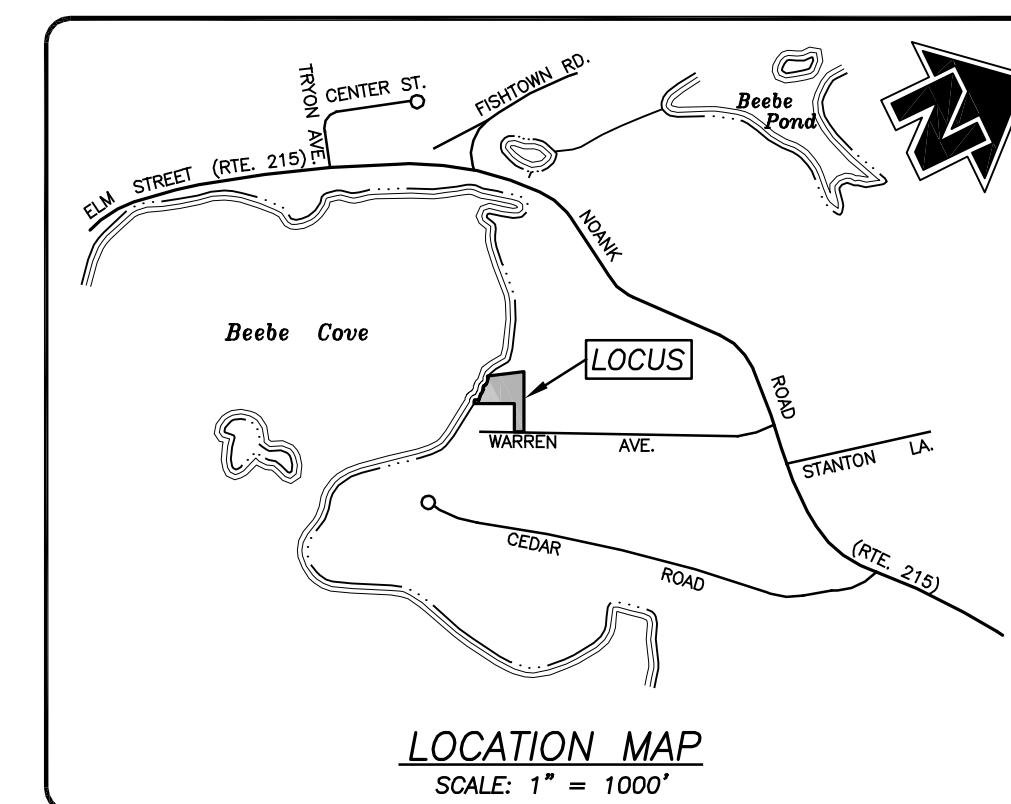 TRYON AVE.
CENTER ST.
FISHTOWN RD.
Beebe
Pond
N
ELM STREET (RTE. 215)
NOANK
Beebe Cove
LOCUS
ROAD
WARREN AVE.
STANTON LA.
CEDAR
ROAD
(RTE. 215)
LOCATION MAP
SCALE: 1" = 1000'